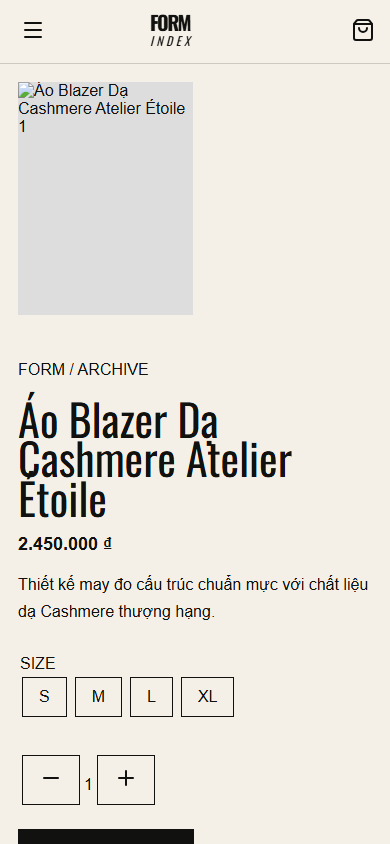 FORM
INDEX
Áo Blazer Dạ
Cashmere Atelier Étoile
1
FORM / ARCHIVE
Áo Blazer Dạ
Cashmere Atelier
Étoile
2.450.000 ₫
Thiết kế may đo cấu trúc chuẩn mực với chất liệu
dạ Cashmere thượng hạng.
SIZE
S M L XL
− 1 +